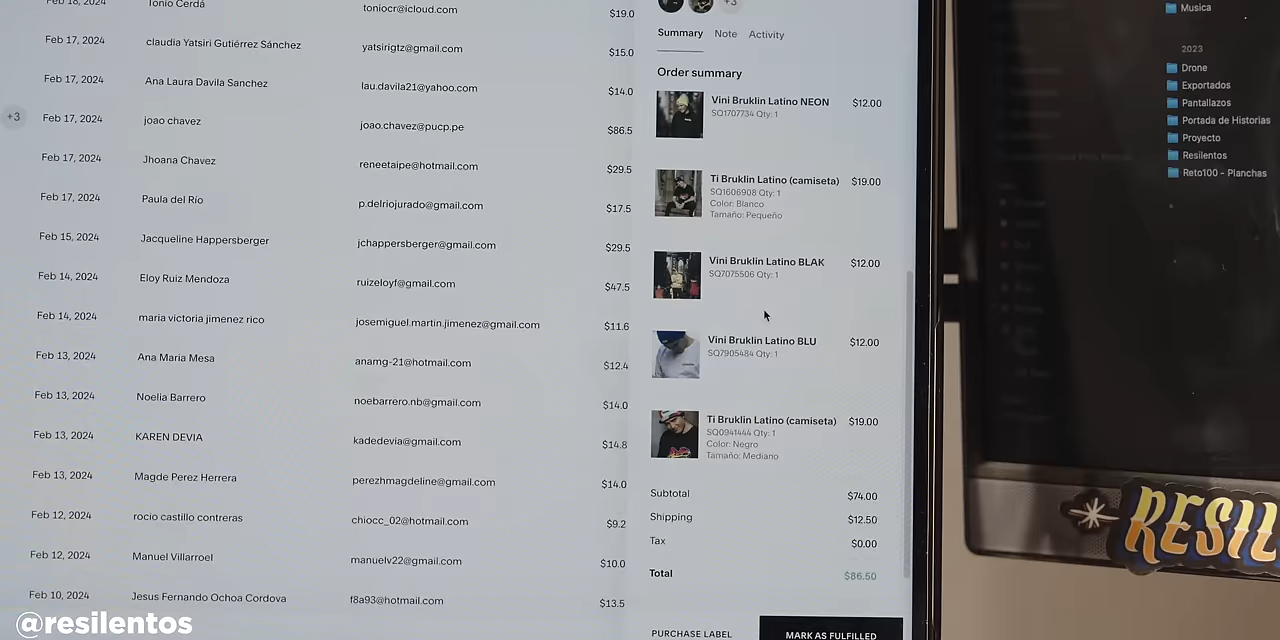 Feb 18, 2024 Tonio Cerdá toniocr@icloud.com $19.0
Feb 17, 2024 claudia Yatsiri Gutiérrez Sánchez yatsirigtz@gmail.com $15.0
Feb 17, 2024 Ana Laura Davila Sanchez lau.davila21@yahoo.com $14.0
+3 Feb 17, 2024 joao chavez joao.chavez@pucp.pe $86.5
Feb 17, 2024 Jhoana Chavez reneetaipe@hotmail.com $29.5
Feb 17, 2024 Paula del Río p.delriojurado@gmail.com $17.5
Feb 15, 2024 Jacqueline Happersberger jchappersberger@gmail.com $29.5
Feb 14, 2024 Eloy Ruiz Mendoza ruizeloyf@gmail.com $47.5
Feb 14, 2024 maria victoria jimenez rico josemiguel.martin.jimenez@gmail.com $11.6
Feb 13, 2024 Ana Maria Mesa anamg-21@hotmail.com $12.4
Feb 13, 2024 Noelia Barrero noebarrero.nb@gmail.com $14.0
Feb 13, 2024 KAREN DEVIA kadedevia@gmail.com $14.8
Feb 13, 2024 Magde Perez Herrera perezhmagdeline@gmail.com $14.0
Feb 12, 2024 rocio castillo contreras chiocc_02@hotmail.com $9.2
Feb 12, 2024 Manuel Villarroel manuelv22@gmail.com $10.0
Feb 10, 2024 Jesus Fernando Ochoa Cordova f8a93@hotmail.com $13.5
@resilentos
+3
Summary Note Activity
Order summary
Vini Bruklin Latino NEON $12.00
SQ1707734 Qty: 1
Ti Bruklin Latino (camiseta) $19.00
SQ1606908 Qty: 1
Color: Blanco
Tamaño: Pequeño
Vini Bruklin Latino BLAK $12.00
SQ7075506 Qty: 1
Vini Bruklin Latino BLU $12.00
SQ7905484 Qty: 1
Ti Bruklin Latino (camiseta) $19.00
SQ0941444 Qty: 1
Color: Negro
Tamaño: Mediano
Subtotal $74.00
Shipping $12.50
Tax $0.00
Total $86.50
PURCHASE LABEL MARK AS FULFILLED
Musica
2023
Drone
Exportados
Pantallazos
Portada de Historias
Proyecto
Resilentos
Reto100 - Planchas
RESIL